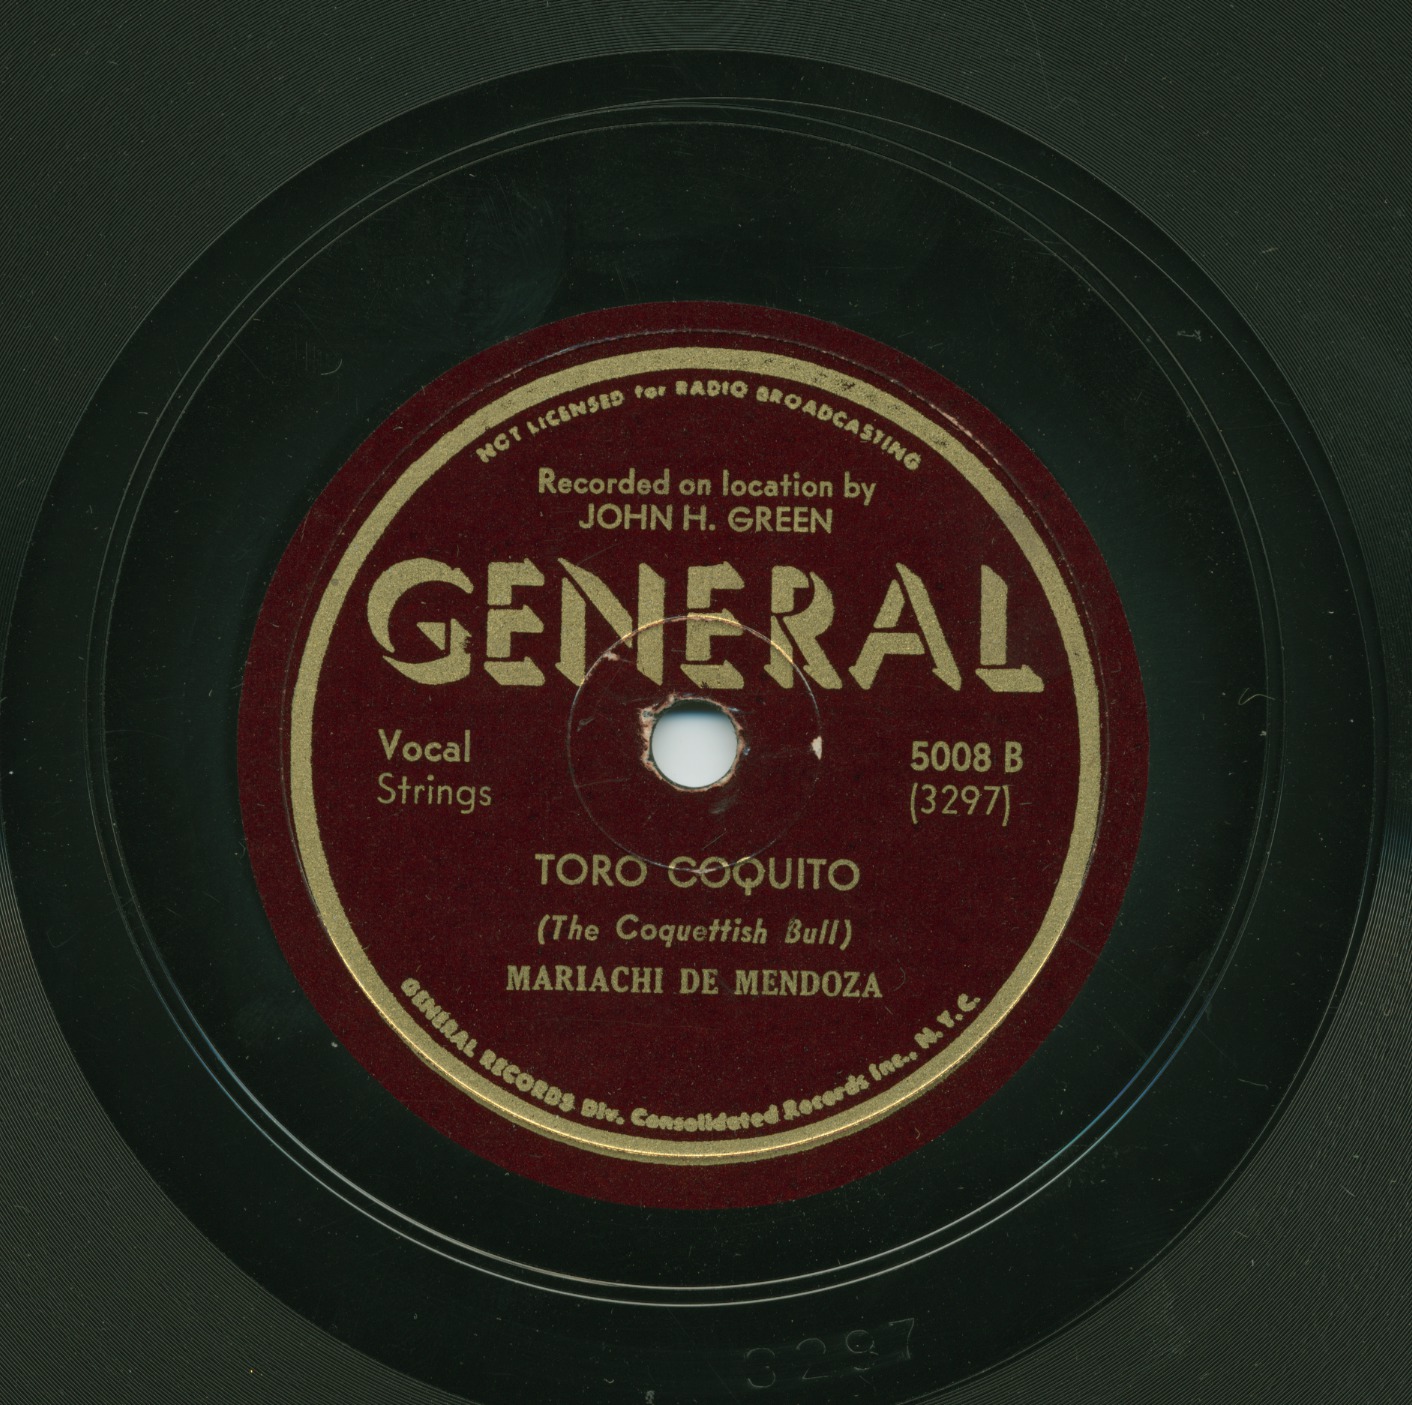 NOT LICENSED for RADIO BROADCASTING
Recorded on location by
JOHN H. GREEN
GENERAL
Vocal
Strings
5008 B
(3297)
TORO COQUITO
(The Coquettish Bull)
MARIACHI DE MENDOZA
GENERAL RECORDS Div. Consolidated Records Inc., N. Y. C.
3297